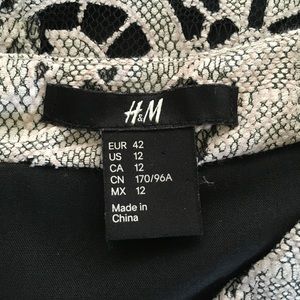 H&M
EUR 42
US 12
CA 12
CN 170/96A
MX 12
Made in
China